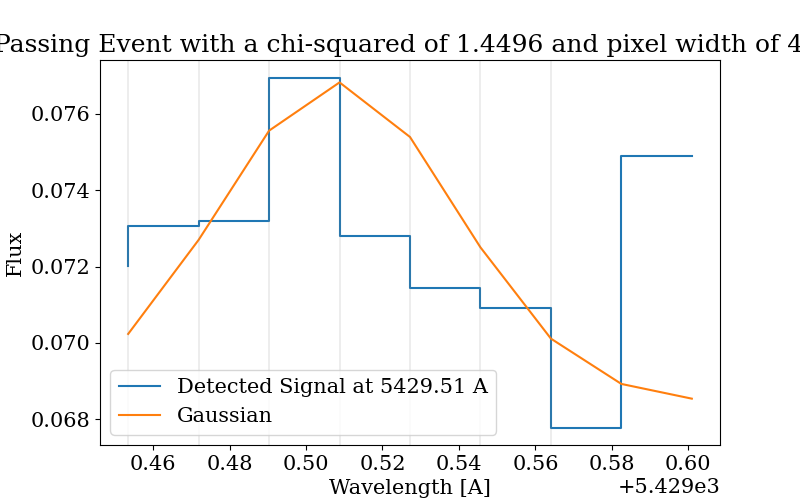 Passing Event with a chi-squared of 1.4496 and pixel width of 4
0.076
0.074
0.072
0.070
0.068
Flux
Detected Signal at 5429.51 A
Gaussian
0.46 0.48 0.50 0.52 0.54 0.56 0.58 0.60
Wavelength [A]
+5.429e3